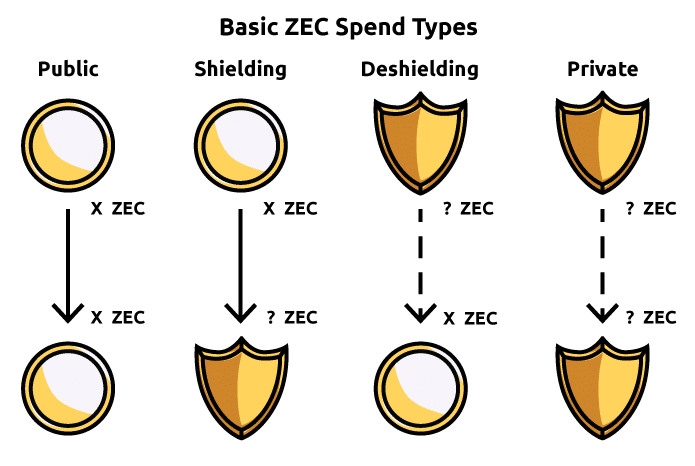 Basic ZEC Spend Types
Public
Shielding
Deshielding
Private
X ZEC
X ZEC
? ZEC
? ZEC
X ZEC
? ZEC
X ZEC
? ZEC